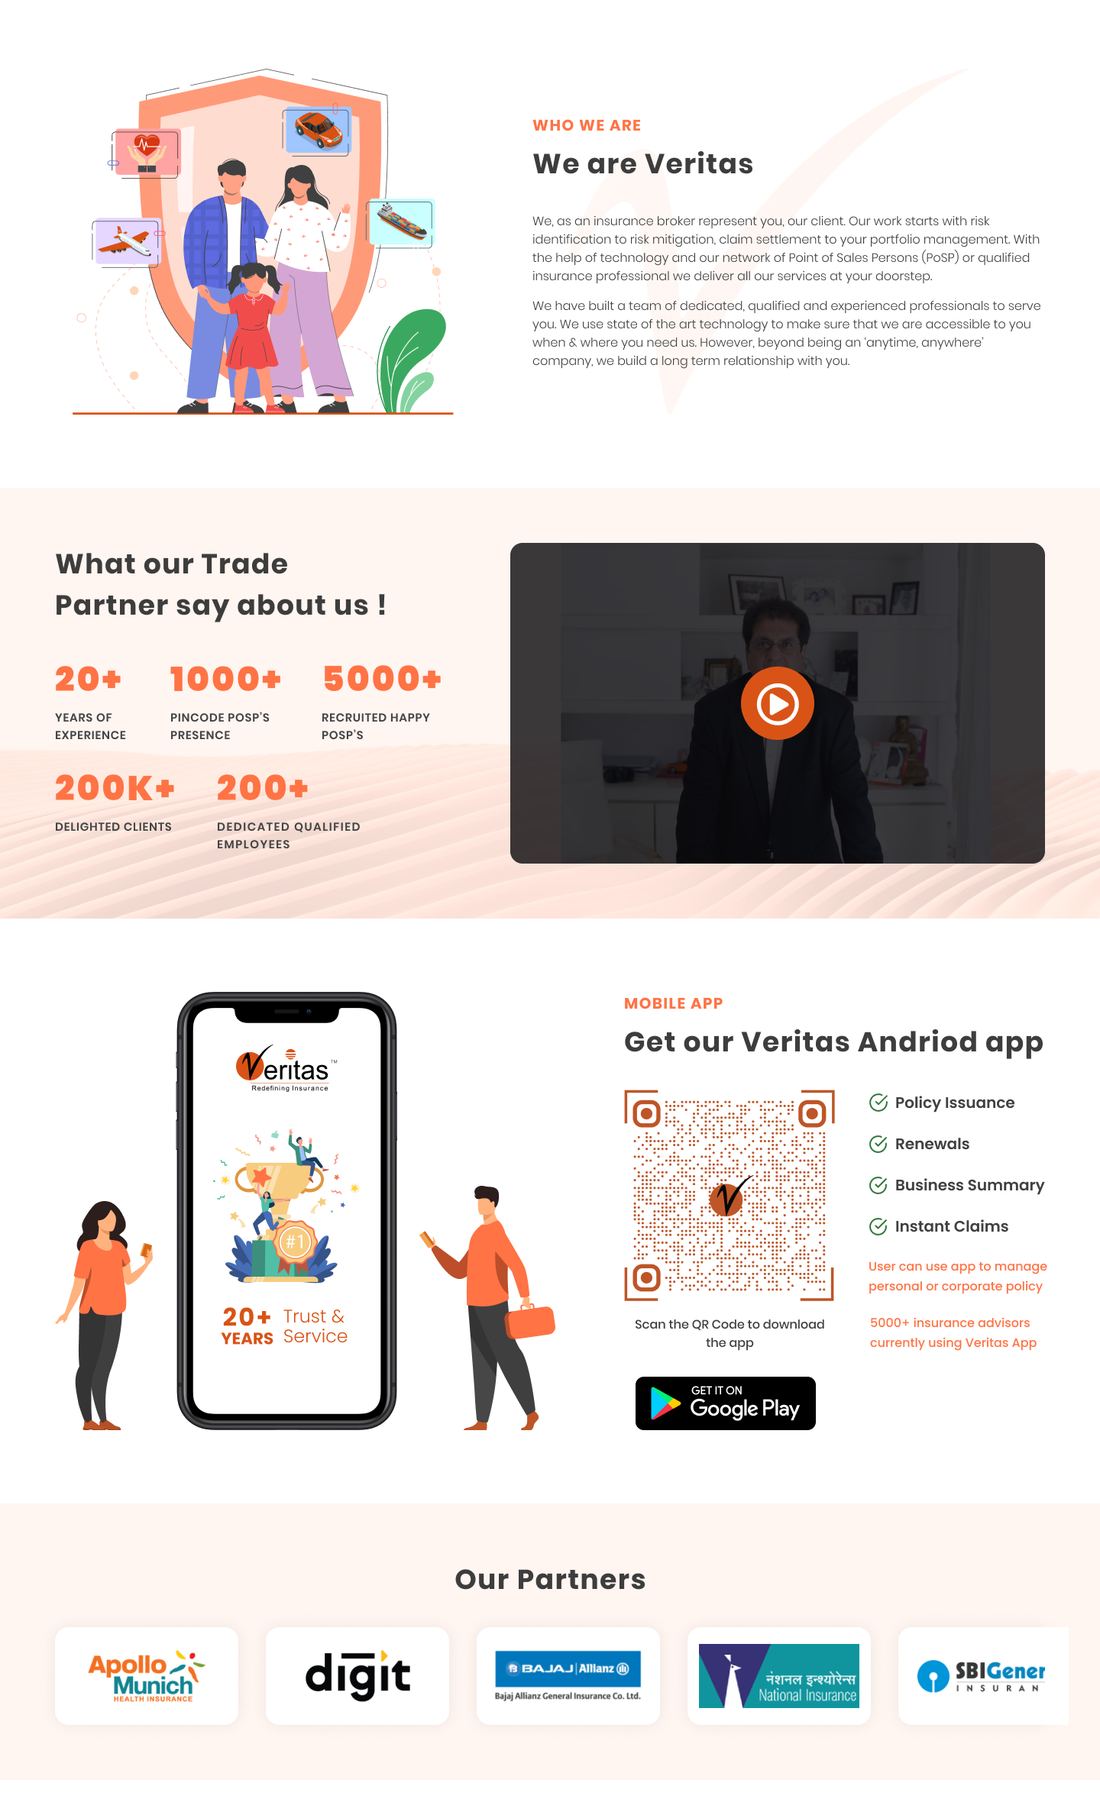 WHO WE ARE
We are Veritas
We, as an insurance broker represent you, our client. Our work starts with risk
identification to risk mitigation, claim settlement to your portfolio management. With
the help of technology and our network of Point of Sales Persons (PoSP) or qualified
insurance professional we deliver all our services at your doorstep.
We have built a team of dedicated, qualified and experienced professionals to serve
you. We use state of the art technology to make sure that we are accessible to you
when & where you need us. However, beyond being an 'anytime, anywhere'
company, we build a long term relationship with you.
What our Trade
Partner say about us !
20+
YEARS OF
EXPERIENCE
1000+
PINCODE POSP'S
PRESENCE
5000+
RECRUITED HAPPY
POSP'S
200K+
DELIGHTED CLIENTS
200+
DEDICATED QUALIFIED
EMPLOYEES
Veritas TM
Redefining Insurance
#1
20+
YEARS
Trust &
Service
MOBILE APP
Get our Veritas Andriod app
Scan the QR Code to download
the app
GET IT ON
Google Play
Policy Issuance
Renewals
Business Summary
Instant Claims
User can use app to manage
personal or corporate policy
5000+ insurance advisors
currently using Veritas App
Our Partners
Apollo
Munich
HEALTH INSURANCE
digit
BAJAJ | Allianz
Bajaj Allianz General Insurance Co. Ltd.
नेशनल इन्श्योरेन्स
National Insurance
SBIGener
INSURAN